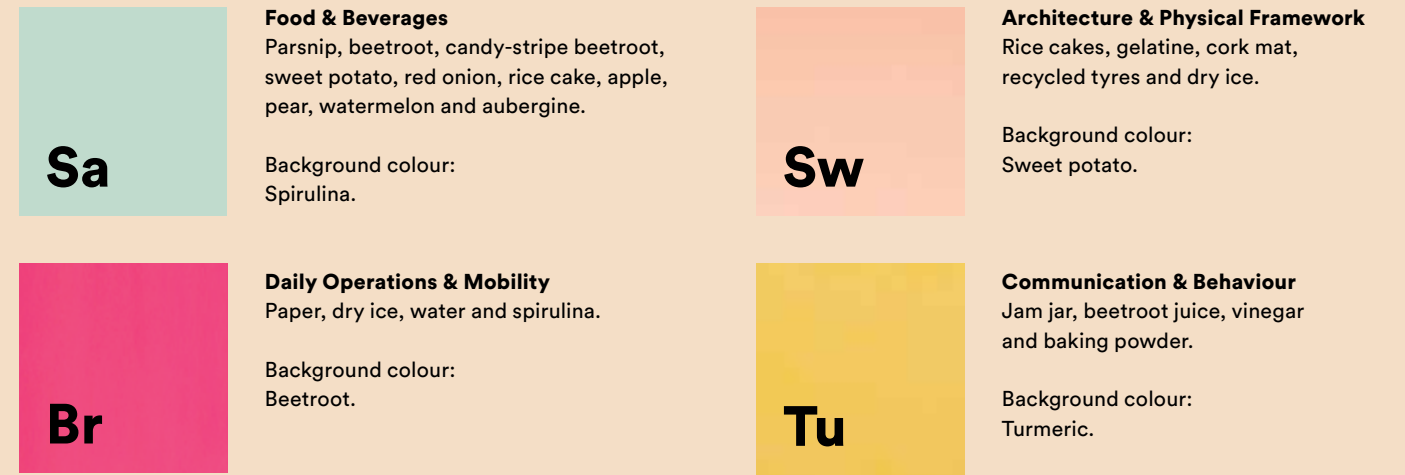 Sa
Food & Beverages
Parsnip, beetroot, candy-stripe beetroot,
sweet potato, red onion, rice cake, apple,
pear, watermelon and aubergine.
Background colour:
Spirulina.
Sw
Architecture & Physical Framework
Rice cakes, gelatine, cork mat,
recycled tyres and dry ice.
Background colour:
Sweet potato.
Br
Daily Operations & Mobility
Paper, dry ice, water and spirulina.
Background colour:
Beetroot.
Tu
Communication & Behaviour
Jam jar, beetroot juice, vinegar
and baking powder.
Background colour:
Turmeric.